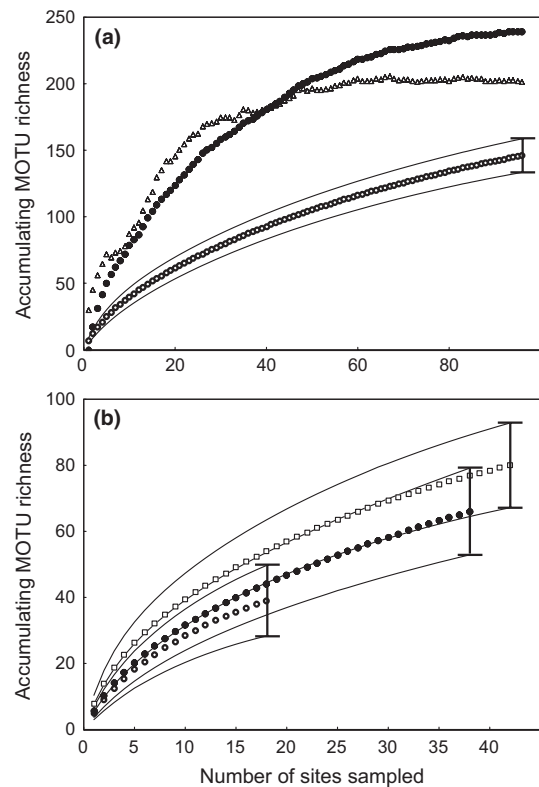 (a)
Accumulating MOTU richness
250
200
150
100
50
0
0 20 40 60 80
(b)
Accumulating MOTU richness
100
80
60
40
20
0
0 5 10 15 20 25 30 35 40
Number of sites sampled